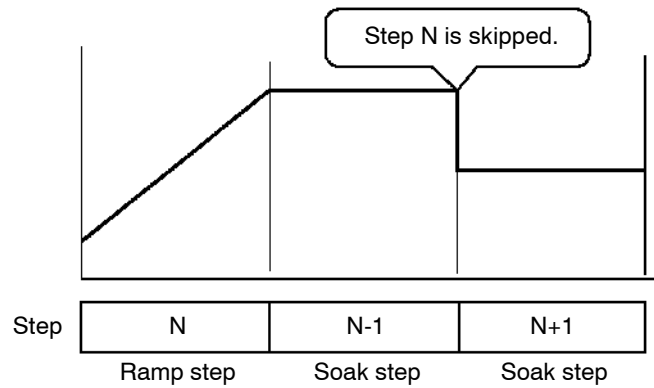 Step N is skipped.
Step N N-1 N+1
Ramp step Soak step Soak step